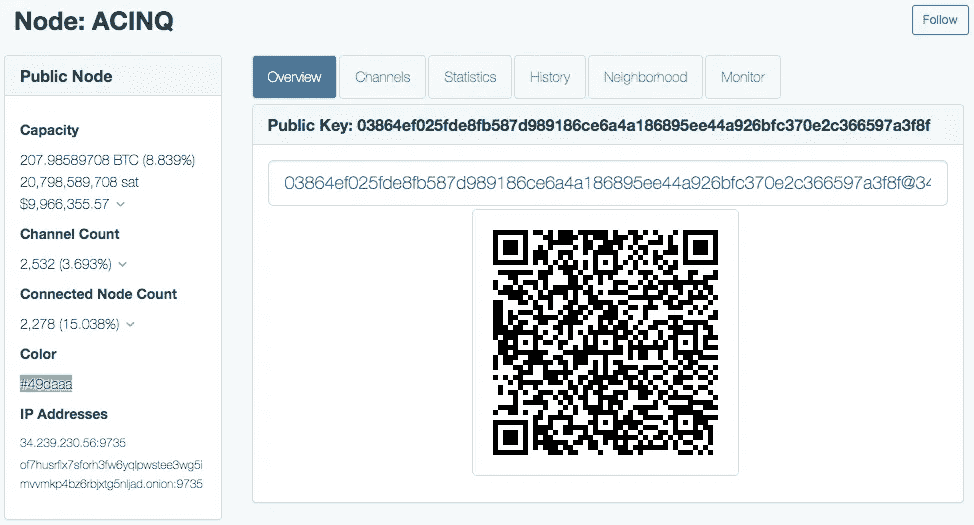 Node: ACINQ
Follow
Public Node
Capacity
207.98589708 BTC (8.839%)
20,798,589,708 sat
$9,966,355.57
Channel Count
2,532 (3.693%)
Connected Node Count
2,278 (15.038%)
Color
#49daaa
IP Addresses
34.239.230.56:9735
of7husrflx7sforh3fw6yqlpwstee3wg5i
mvvmkp4bz6rbjxtg5nljad.onion:9735
Overview
Channels
Statistics
History
Neighborhood
Monitor
Public Key: 03864ef025fde8fb587d989186ce6a4a186895ee44a926bfc370e2c366597a3f8f
03864ef025fde8fb587d989186ce6a4a186895ee44a926bfc370e2c366597a3f8f@34